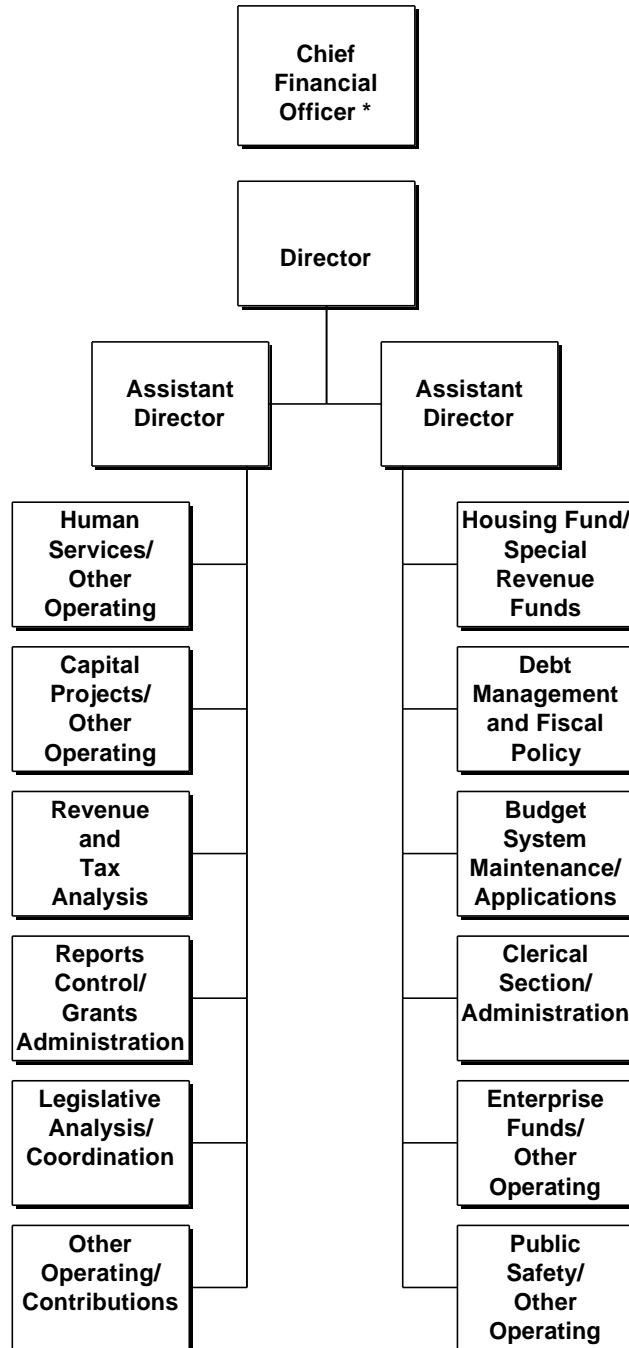 Chief
Financial
Officer *
Director
Assistant
Director
Assistant
Director
Human
Services/
Other
Operating
Housing Fund/
Special
Revenue
Funds
Capital
Projects/
Other
Operating
Debt
Management
and Fiscal
Policy
Revenue
and
Tax
Analysis
Budget
System
Maintenance/
Applications
Reports
Control/
Grants
Administration
Clerical
Section/
Administration
Legislative
Analysis/
Coordination
Enterprise
Funds/
Other
Operating
Other
Operating/
Contributions
Public
Safety/
Other
Operating